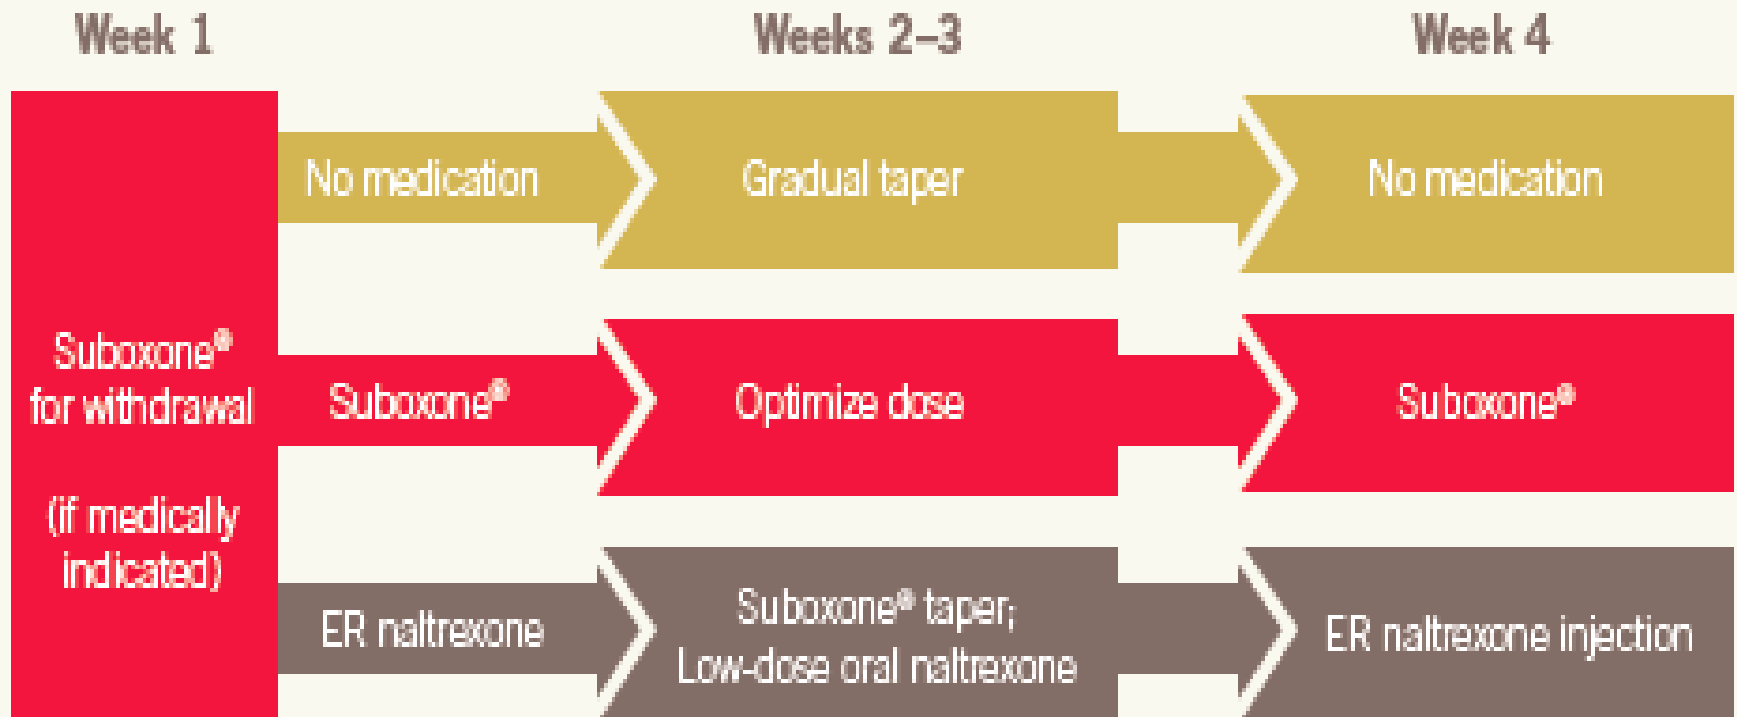 Week 1
Weeks 2–3
Week 4
Suboxone®
for withdrawal
(if medically
indicated)
No medication
Gradual taper
No medication
Suboxone®
Optimize dose
Suboxone®
ER naltrexone
Suboxone® taper;
Low-dose oral naltrexone
ER naltrexone injection